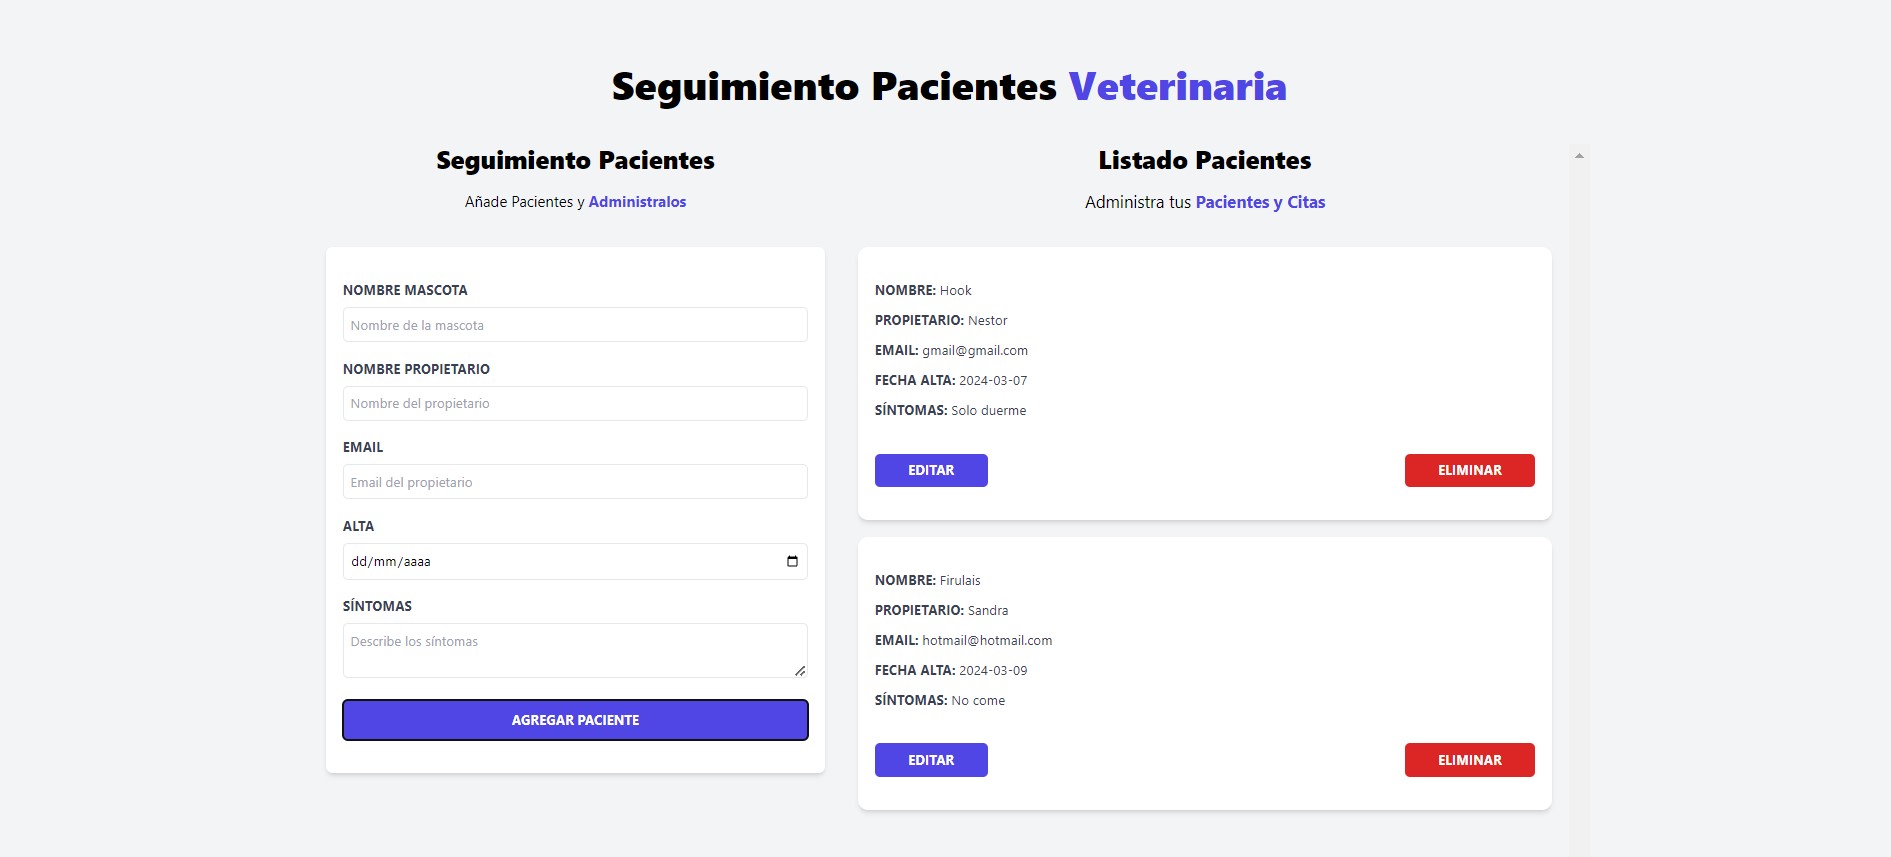 Seguimiento Pacientes Veterinaria
Seguimiento Pacientes
Añade Pacientes y Administralos
NOMBRE MASCOTA
Nombre de la mascota
NOMBRE PROPIETARIO
Nombre del propietario
EMAIL
Email del propietario
ALTA
dd/mm/aaaa
SÍNTOMAS
Describe los síntomas
AGREGAR PACIENTE
Listado Pacientes
Administra tus Pacientes y Citas
NOMBRE: Hook
PROPIETARIO: Nestor
EMAIL: gmail@gmail.com
FECHA ALTA: 2024-03-07
SÍNTOMAS: Solo duerme
EDITAR
ELIMINAR
NOMBRE: Firulais
PROPIETARIO: Sandra
EMAIL: hotmail@hotmail.com
FECHA ALTA: 2024-03-09
SÍNTOMAS: No come
EDITAR
ELIMINAR